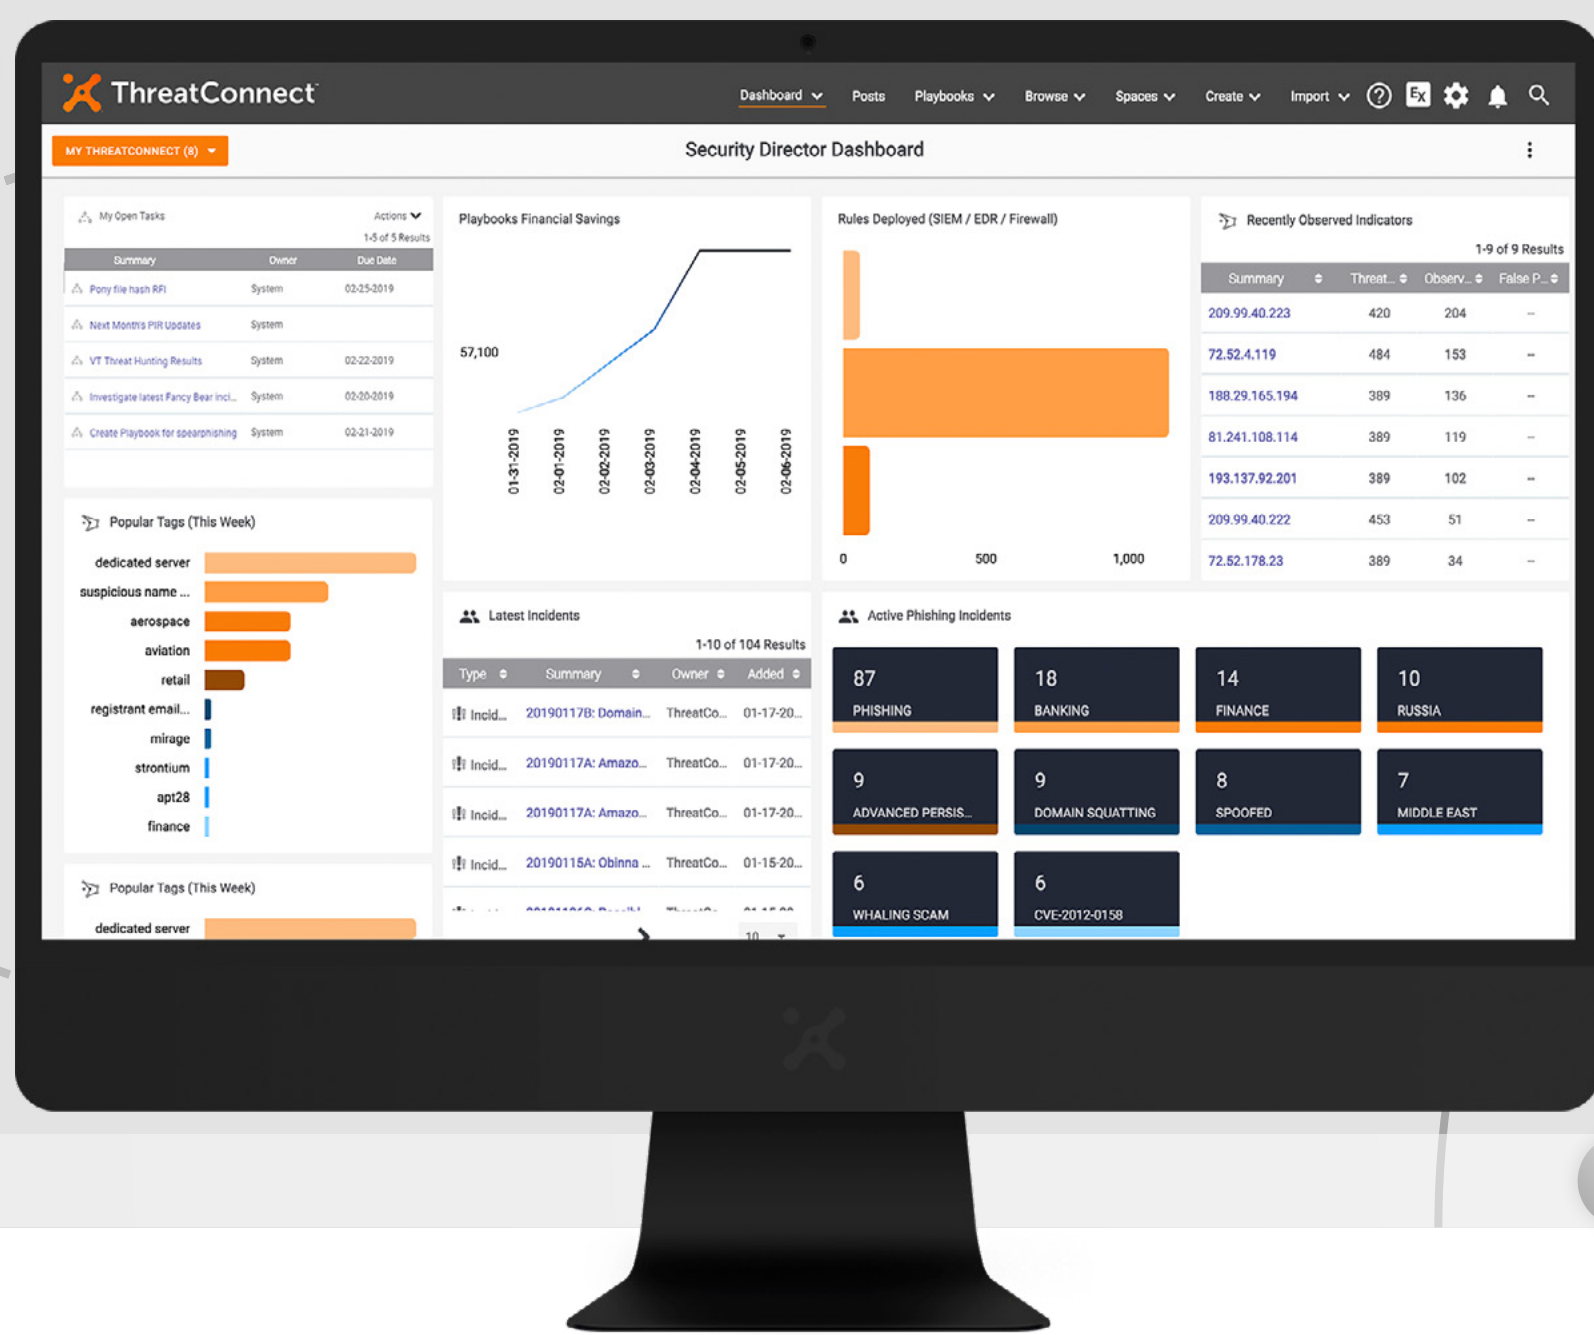 ThreatConnect™
Dashboard Posts Playbooks Browse Spaces Create Import ? Ex
MY THREATCONNECT (8)
Security Director Dashboard
My Open Tasks Actions
1-5 of 5 Results
Summary Owner Due Date
Pony file hash RFI System 02-25-2019
Next Month's PIR Updates System
VT Threat Hunting Results System 02-22-2019
Investigate latest Fancy Bear inci... System 02-20-2019
Create Playbook for spearphishing System 02-21-2019
Popular Tags (This Week)
dedicated server
suspicious name ...
aerospace
aviation
retail
registrant email...
mirage
strontium
apt28
finance
Popular Tags (This Week)
dedicated server
Playbooks Financial Savings
57,100
01-31-2019
02-01-2019
02-02-2019
02-03-2019
02-04-2019
02-05-2019
02-06-2019
Latest Incidents
1-10 of 104 Results
Type Summary Owner Added
Incid... 20190117B: Domain... ThreatCo... 01-17-20...
Incid... 20190117A: Amazo... ThreatCo... 01-17-20...
Incid... 20190117A: Amazo... ThreatCo... 01-17-20...
Incid... 20190115A: Obinna ... ThreatCo... 01-15-20...
10
Rules Deployed (SIEM / EDR / Firewall)
0 500 1,000
Recently Observed Indicators
1-9 of 9 Results
Summary Threat... Observ... False P...
209.99.40.223 420 204 --
72.52.4.119 484 153 --
188.29.165.194 389 136 --
81.241.108.114 389 119 --
193.137.92.201 389 102 --
209.99.40.222 453 51 --
72.52.178.23 389 34 --
Active Phishing Incidents
87
PHISHING
18
BANKING
14
FINANCE
10
RUSSIA
9
ADVANCED PERSIS...
9
DOMAIN SQUATTING
8
SPOOFED
7
MIDDLE EAST
6
WHALING SCAM
6
CVE-2012-0158